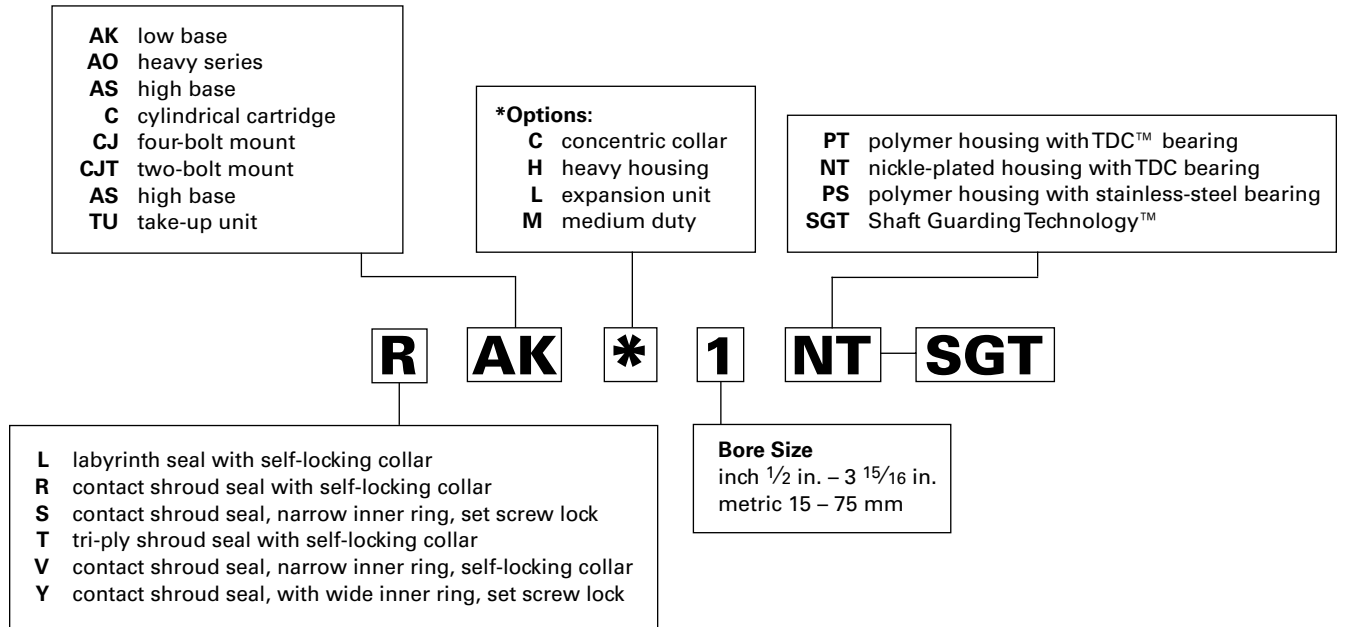 AK low base
AO heavy series
AS high base
C cylindrical cartridge
CJ four-bolt mount
CJT two-bolt mount
AS high base
TU take-up unit
*Options:
C concentric collar
H heavy housing
L expansion unit
M medium duty
PT polymer housing with TDC™ bearing
NT nickle-plated housing with TDC bearing
PS polymer housing with stainless-steel bearing
SGT Shaft Guarding Technology™
R AK * 1 NT SGT
L labyrinth seal with self-locking collar
R contact shroud seal with self-locking collar
S contact shroud seal, narrow inner ring, set screw lock
T tri-ply shroud seal with self-locking collar
V contact shroud seal, narrow inner ring, self-locking collar
Y contact shroud seal, with wide inner ring, set screw lock
Bore Size
inch 1/2 in. – 3 15/16 in.
metric 15 – 75 mm